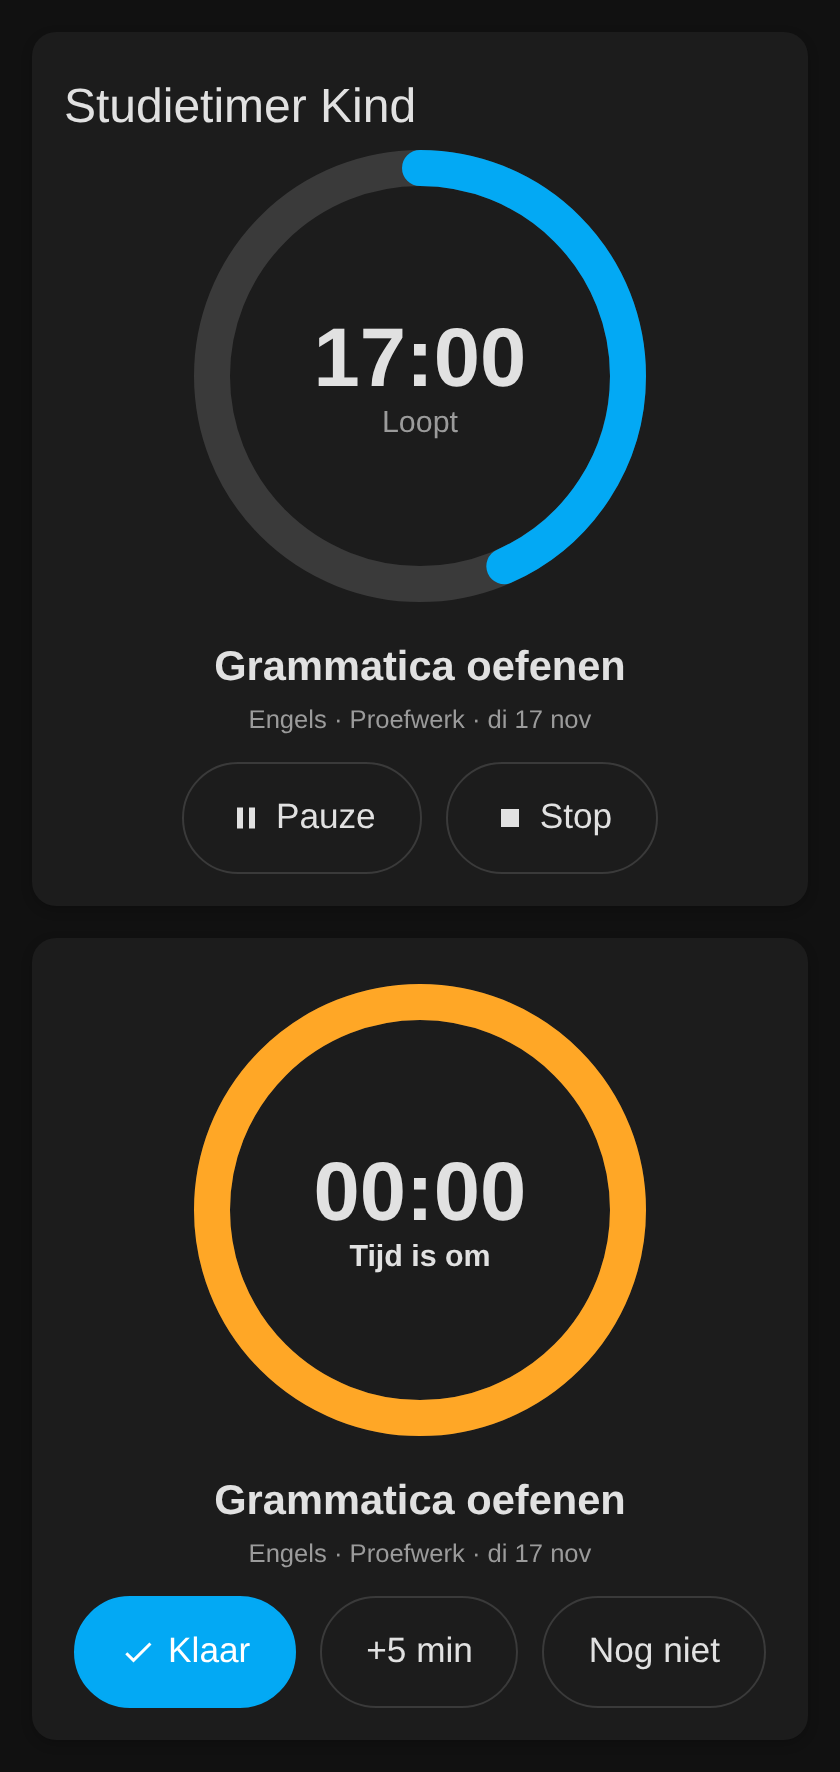 Studietimer Kind
17:00
Loopt
Grammatica oefenen
Engels · Proefwerk · di 17 nov
Pauze
Stop
00:00
Tijd is om
Grammatica oefenen
Engels · Proefwerk · di 17 nov
Klaar
+5 min
Nog niet